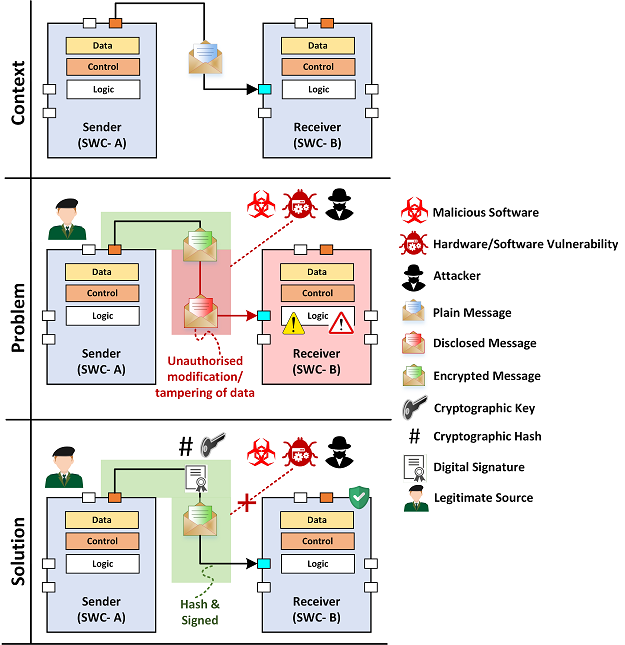 Context
Data
Control
Logic
Sender
(SWC- A)
Data
Control
Logic
Receiver
(SWC- B)
Problem
Data
Control
Logic
Sender
(SWC- A)
Unauthorised
modification/
tampering of data
Data
Control
Logic
Receiver
(SWC- B)
Solution
#
Data
Control
Logic
Sender
(SWC- A)
Hash &
Signed
Data
Control
Logic
Receiver
(SWC- B)
Malicious Software
Hardware/Software Vulnerability
Attacker
Plain Message
Disclosed Message
Encrypted Message
Cryptographic Key
# Cryptographic Hash
Digital Signature
Legitimate Source